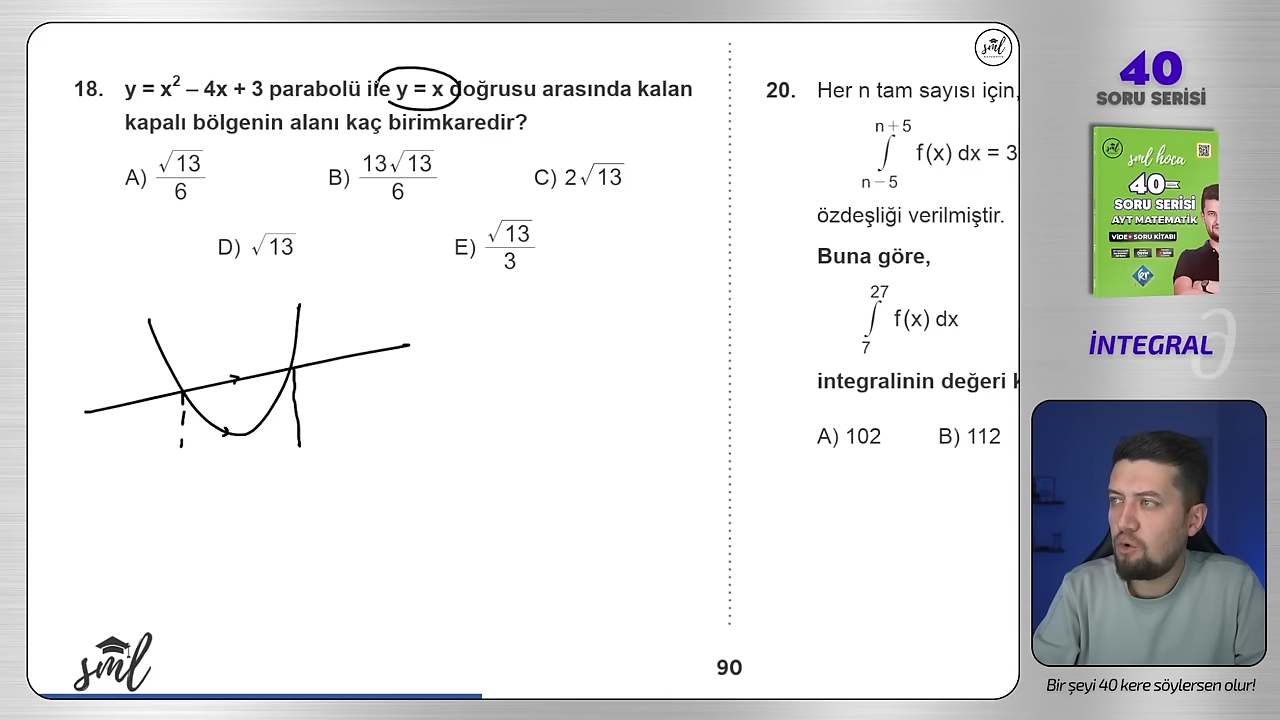 sml
18. y = x² – 4x + 3 parabolü ile y = x doğrusu arasında kalan
kapalı bölgenin alanı kaç birimkaredir?
A) √13/6 B) 13√13/6 C) 2√13
D) √13 E) √13/3
sml
90
20. Her n tam sayısı için,
∫_{n–5}^{n+5} f(x) dx = 3
özdeşliği verilmiştir.
Buna göre,
∫_{7}^{27} f(x) dx
integralinin değeri k
A) 102 B) 112
40
SORU SERİSİ
sml hoca
40
SORU SERİSİ
AYT MATEMATİK
VİDEO SORU KİTABI
İNTEGRAL
Bir şeyi 40 kere söylersen olur!